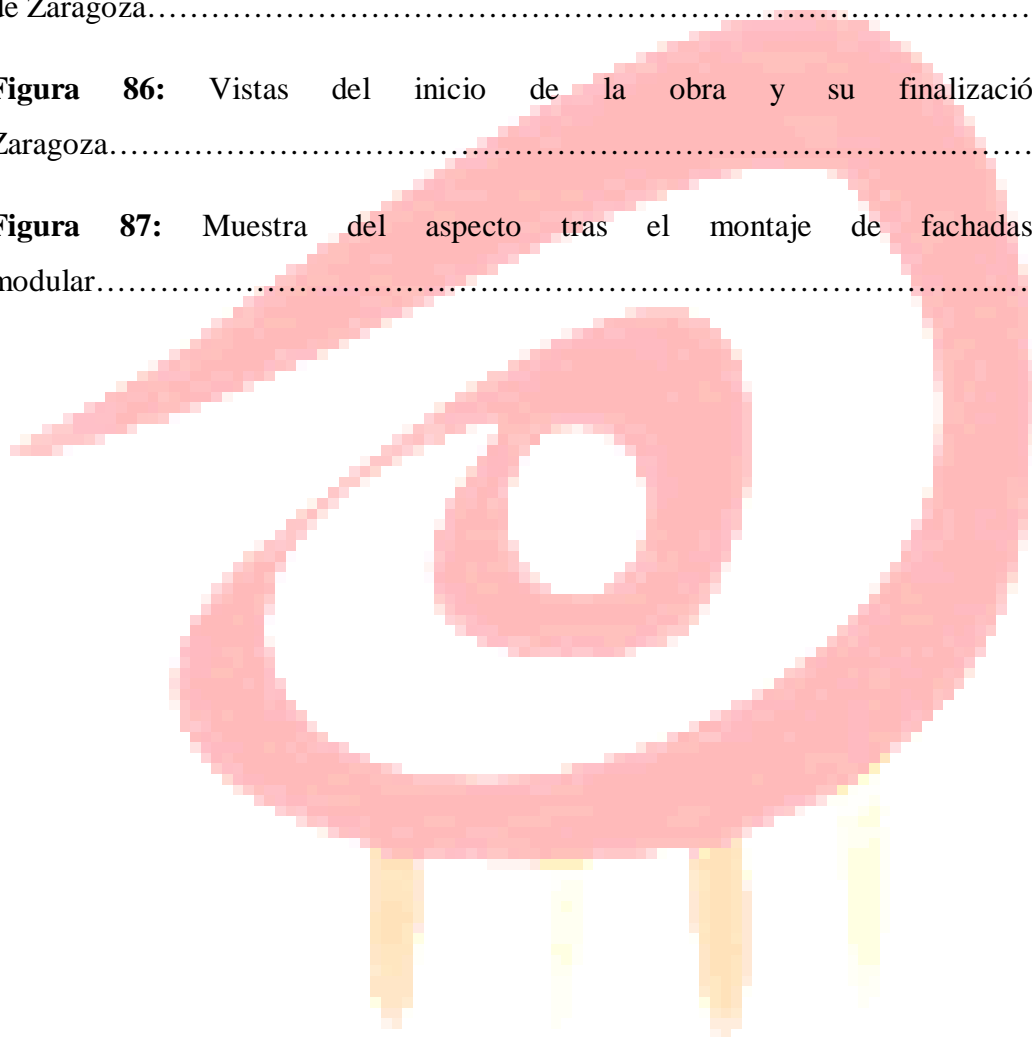 de Zaragoza……………………………………………………………………………
Figura 86: Vistas del inicio de la obra y su finalizació
Zaragoza………………………………………………………………………………
Figura 87: Muestra del aspecto tras el montaje de fachadas
modular……………………………………………………………………………....